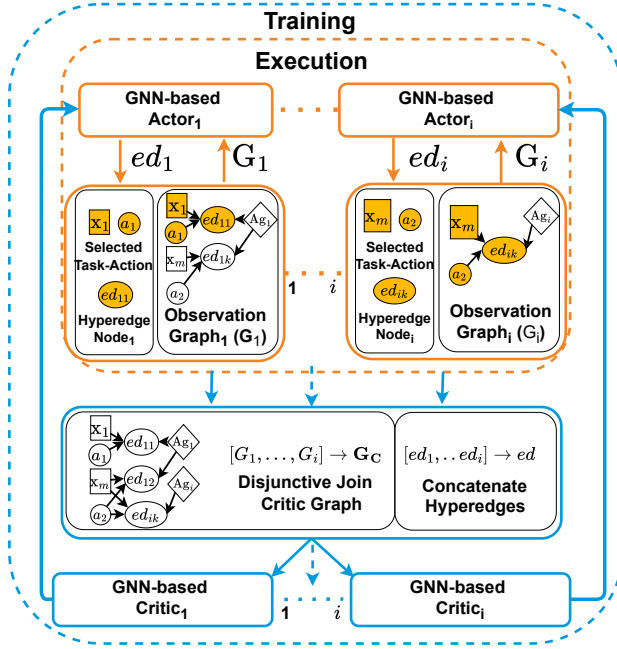 Training
Execution
GNN-based
Actor₁
GNN-based
Actorᵢ
ed₁
G₁
edᵢ
Gᵢ
x₁
a₁
Selected
Task-Action
ed₁₁
Hyperedge
Node₁
x₁
a₁
ed₁₁
Ag₁
xₘ
ed₁ₖ
a₂
Observation
Graph₁ (G₁)
1
i
xₘ
a₂
Selected
Task-Action
edᵢₖ
Hyperedge
Nodeᵢ
xₘ
Agᵢ
edᵢₖ
a₂
Observation
Graphᵢ (Gᵢ)
x₁
a₁
ed₁₁
Ag₁
xₘ
ed₁₂
Agᵢ
a₂
edᵢₖ
[G₁, . . . , Gᵢ] → G_C
Disjunctive Join
Critic Graph
[ed₁, . . edᵢ] → ed
Concatenate
Hyperedges
GNN-based
Critic₁
1
i
GNN-based
Criticᵢ